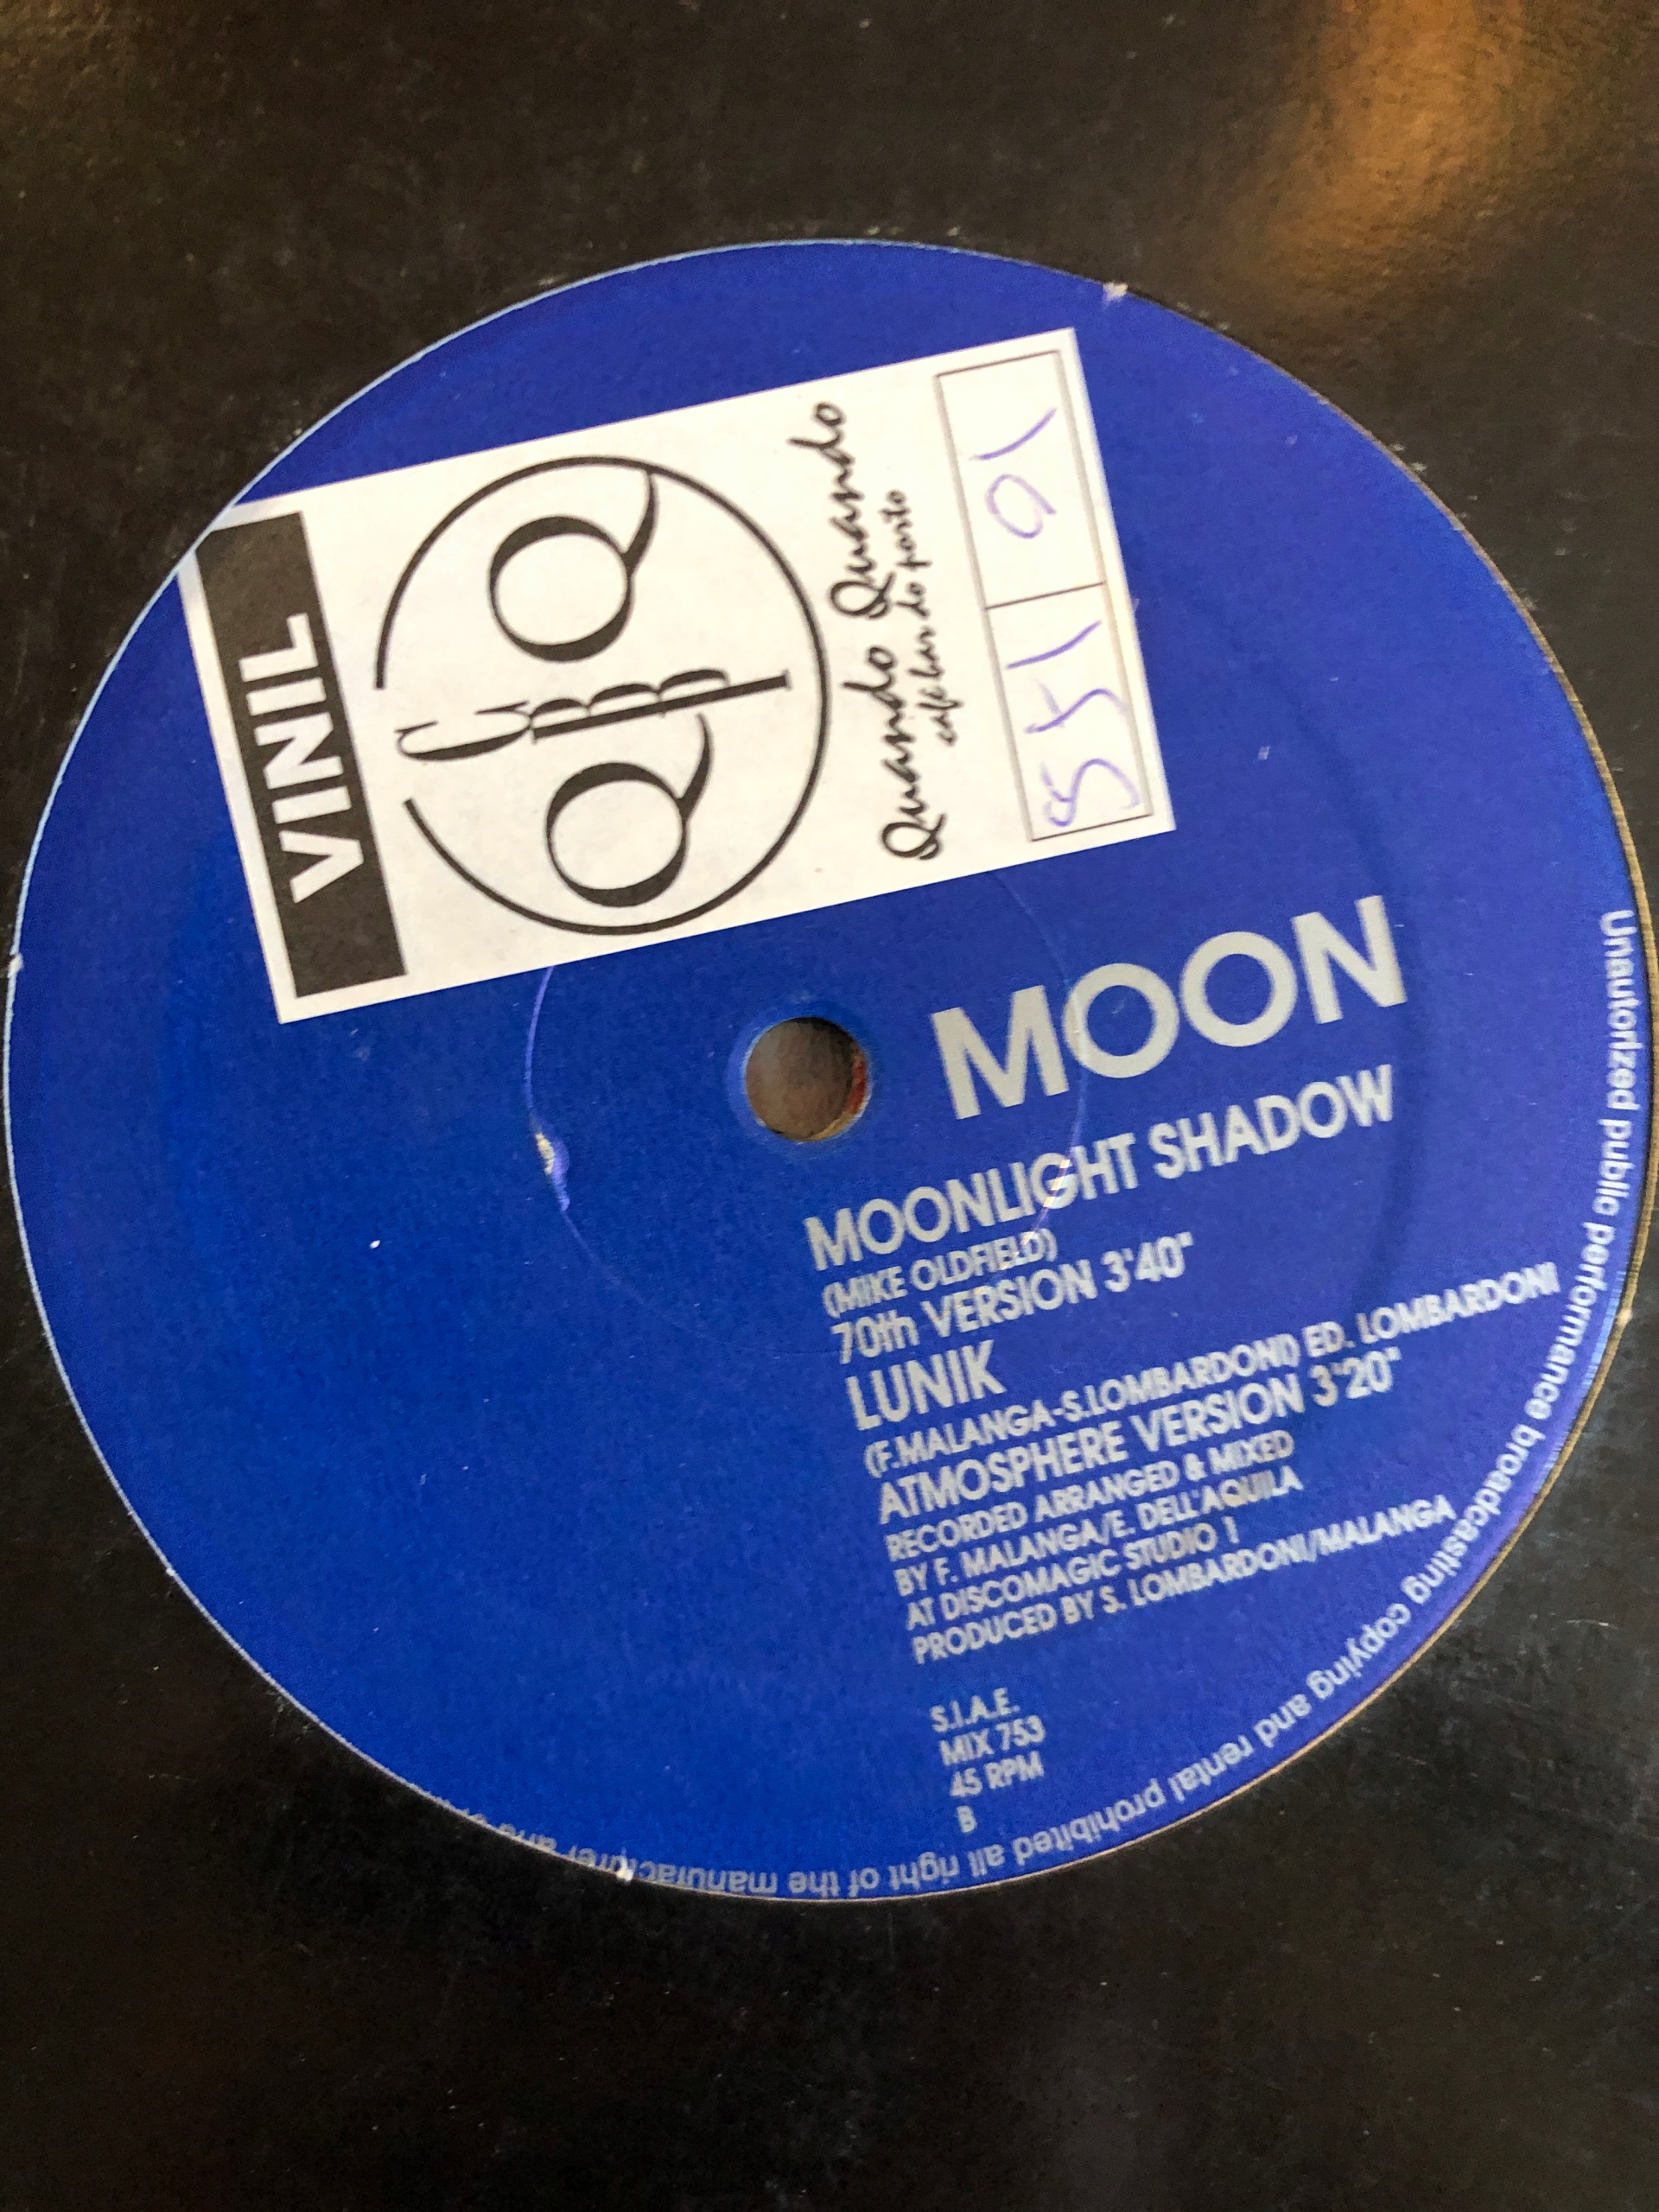 VINIL
Q CBP Q
Quando Quando
café bar do porto
551 91
MOON
MOONLIGHT SHADOW
(MIKE OLDFIELD)
70th VERSION 3'40"
LUNIK
(F.MALANGA-S.LOMBARDONI) ED. LOMBARDONI
ATMOSPHERE VERSION 3'20"
RECORDED ARRANGED & MIXED
BY F. MALANGA/E. DELL'AQUILA
AT DISCOMAGIC STUDIO 1
PRODUCED BY S. LOMBARDONI/MALANGA
S.I.A.E.
MIX 753
45 RPM
B
Unautorized public performance broadcasting copying and rental prohibited all right of the manufacturer and